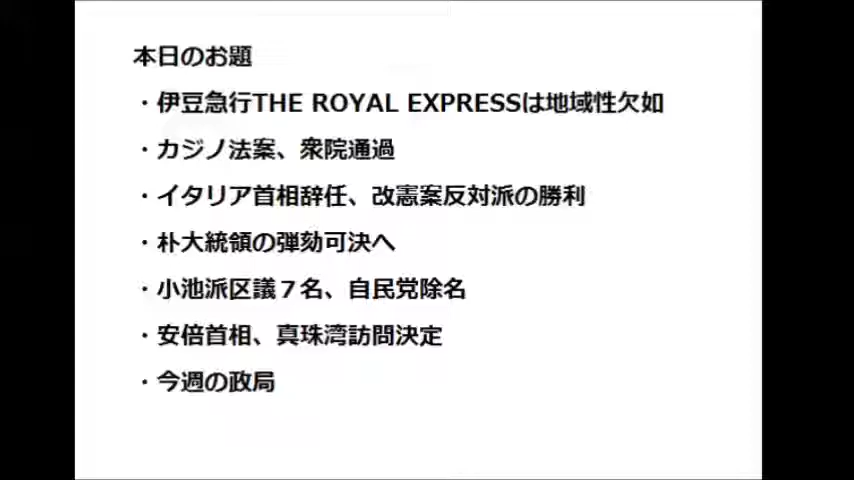 本日のお題
・伊豆急行THE ROYAL EXPRESSは地域性欠如
・カジノ法案、衆院通過
・イタリア首相辞任、改憲案反対派の勝利
・朴大統領の弾劾可決へ
・小池派区議７名、自民党除名
・安倍首相、真珠湾訪問決定
・今週の政局